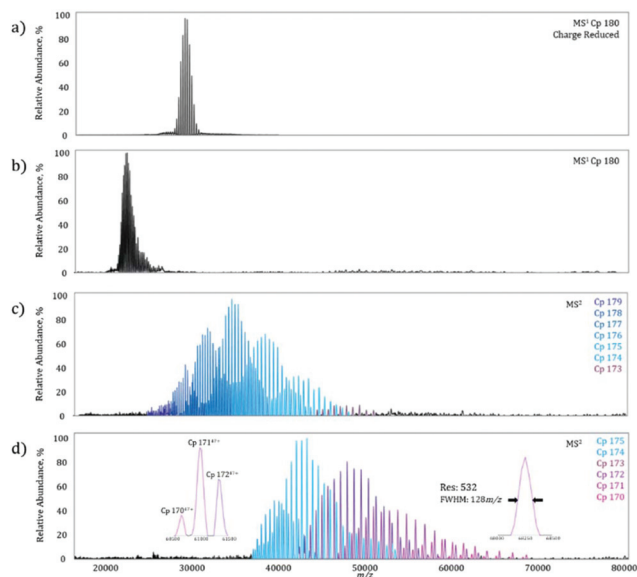 a)
Relative Abundance, %
100
80
60
40
20
0
MS¹ Cp 180
Charge Reduced
b)
Relative Abundance, %
100
80
60
40
20
0
MS¹ Cp 180
c)
Relative Abundance, %
100
80
60
40
20
0
MS²
Cp 179
Cp 178
Cp 177
Cp 176
Cp 175
Cp 174
Cp 173
d)
Relative Abundance, %
100
80
60
40
20
0
Cp 170⁴⁷⁺
Cp 171⁴⁷⁺
Cp 172⁴⁷⁺
Res: 532
FWHM: 128m/z
MS²
Cp 175
Cp 174
Cp 173
Cp 172
Cp 171
Cp 170
20000 30000 40000 50000 60000 70000 80000
m/z